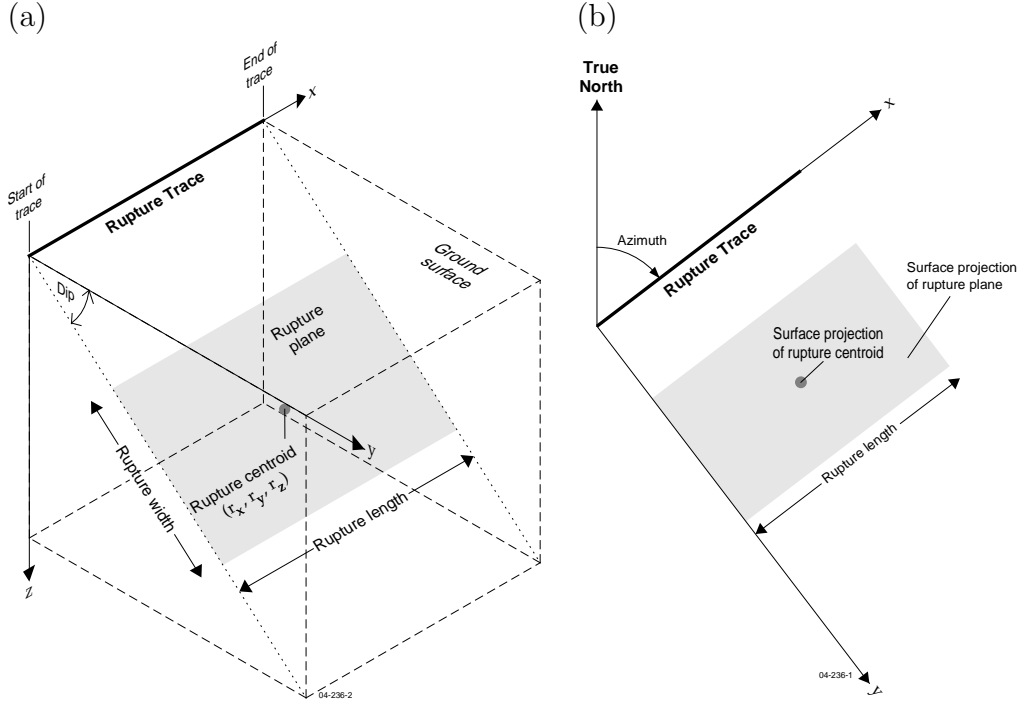 (a)
End of
trace
x
Start of
trace
Rupture Trace
Ground
surface
Dip
Rupture
plane
y
Rupture centroid
(rx, ry, rz)
Rupture width
Rupture length
z
04-236-2
(b)
True
North
x
Azimuth
Rupture Trace
Surface projection
of rupture plane
Surface projection
of rupture centroid
Rupture length
04-236-1
y